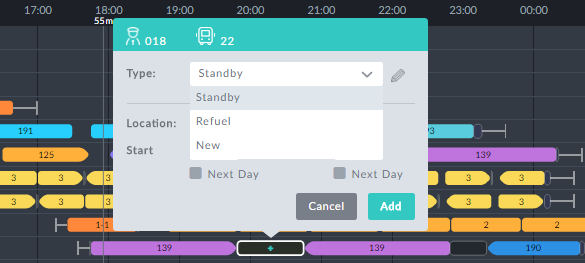 17:00 18:00 19:00 20:00 21:00 22:00 23:00 00:00
55m
018 22
Type: Standby
Standby
Location: Refuel
New
Start
Next Day Next Day
Cancel Add
191
125 139
3 3 3 3 3 3
3 3 3 3 3 3
1-1 2 2
139 + 139 190